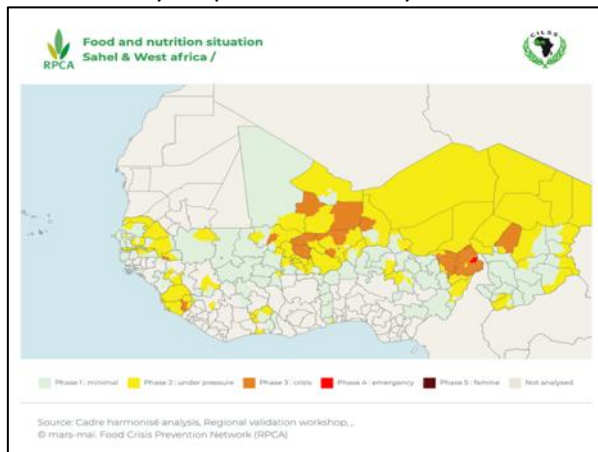 Food and nutrition situation
Sahel & West africa /
RPCA
CILSS
Phase 1 : minimal
Phase 2 : under pressure
Phase 3 : crisis
Phase 4 : emergency
Phase 5 : famine
Not analysed
Source: Cadre harmonisé analysis, Regional validation workshop, ,
© mars-mai. Food Crisis Prevention Network (RPCA)